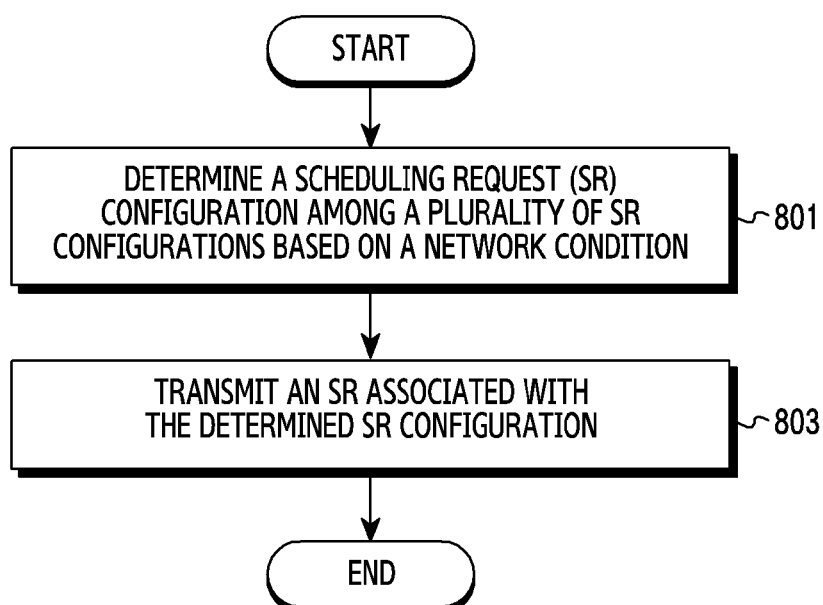 START
DETERMINE A SCHEDULING REQUEST (SR)
CONFIGURATION AMONG A PLURALITY OF SR
CONFIGURATIONS BASED ON A NETWORK CONDITION
801
TRANSMIT AN SR ASSOCIATED WITH
THE DETERMINED SR CONFIGURATION
803
END